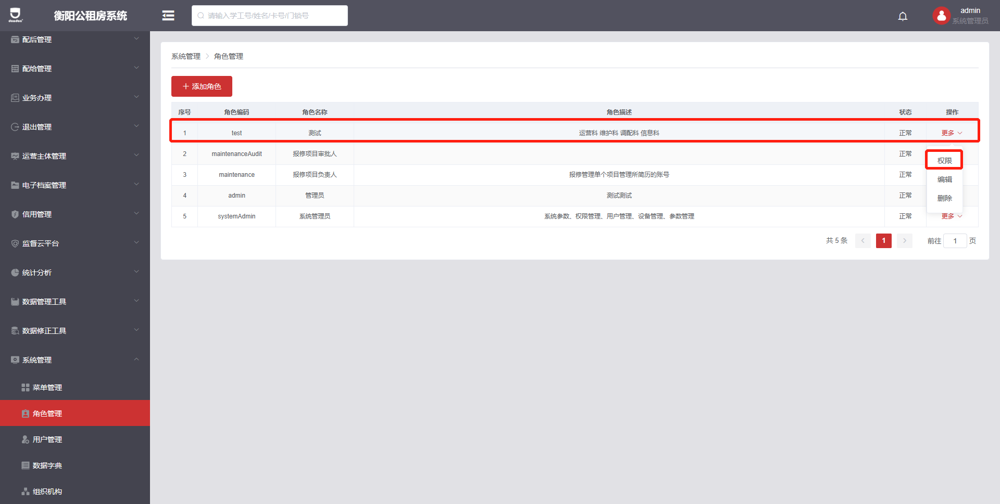 doodon
衡阳公租房系统
请输入学工号/姓名/卡号/门锁号
admin
系统管理员
配后管理
配给管理
业务办理
退出管理
运营主体管理
电子档案管理
信用管理
监督云平台
统计分析
数据管理工具
数据修正工具
系统管理
菜单管理
角色管理
用户管理
数据字典
组织机构
系统管理 > 角色管理
+ 添加角色
序号 角色编码 角色名称 角色描述 状态 操作
1 test 测试 运营科 维护科 调配科 信息科 正常 更多
2 maintenanceAudit 报修项目审批人 正常
3 maintenance 报修项目负责人 报修管理单个项目管理所简历的账号 正常
4 admin 管理员 测试测试 正常
5 systemAdmin 系统管理员 系统参数、权限管理、用户管理、设备管理、参数管理 正常 更多
权限
编辑
删除
共 5 条 < 1 > 前往 1 页